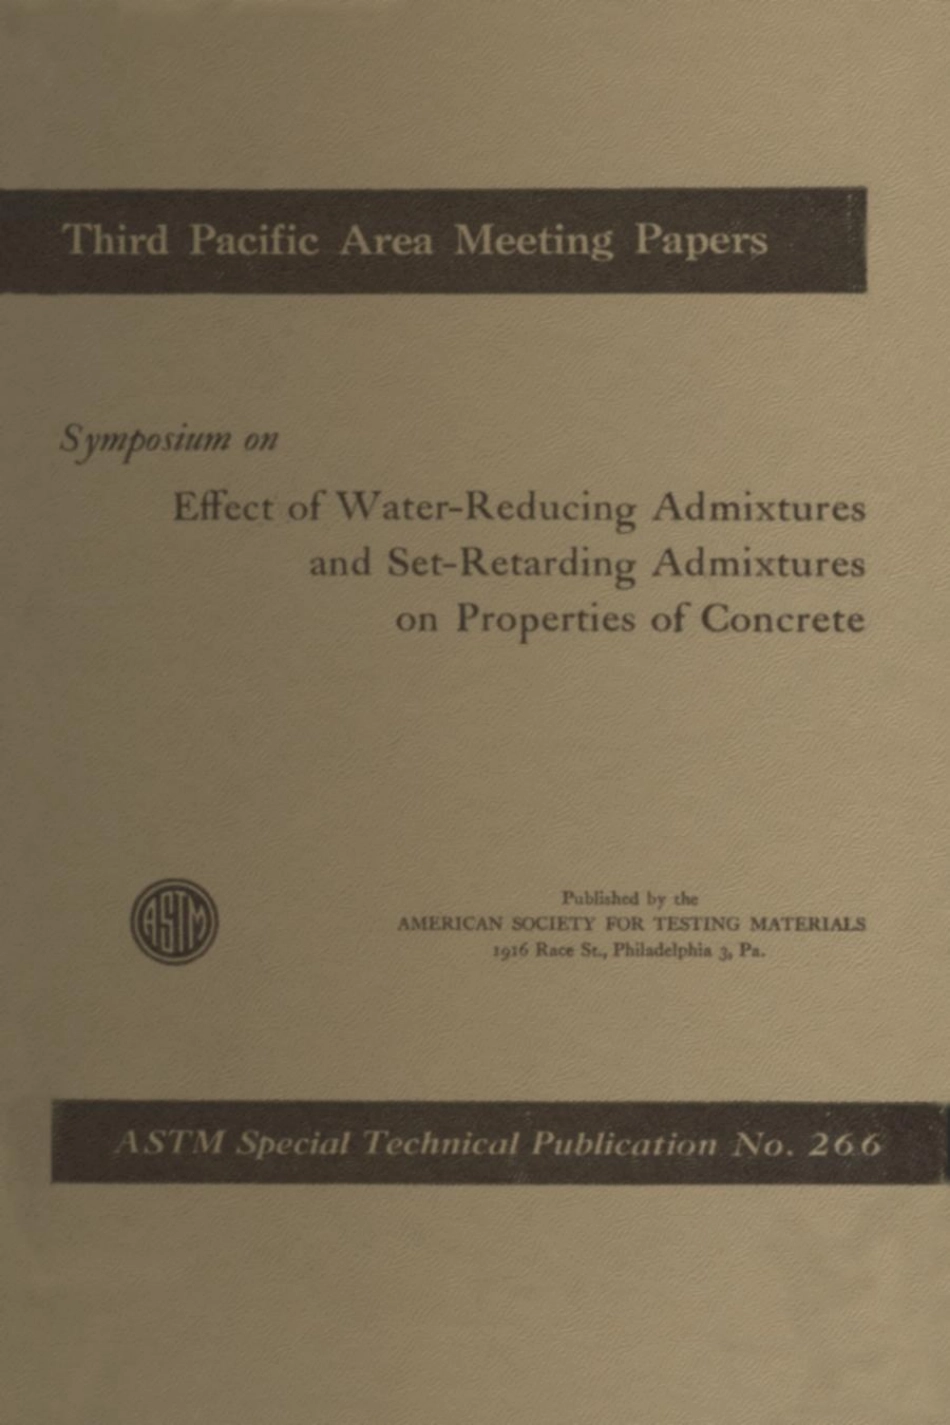 Third Pacific Area Meeting Papers
Symposium on
Effect of Water-Reducing Admixtures
and Set-Retarding Admixtures
on Properties of Concrete
ASTM
Published by the
AMERICAN SOCIETY FOR TESTING MATERIALS
1916 Race St., Philadelphia 3, Pa.
ASTM Special Technical Publication No. 266